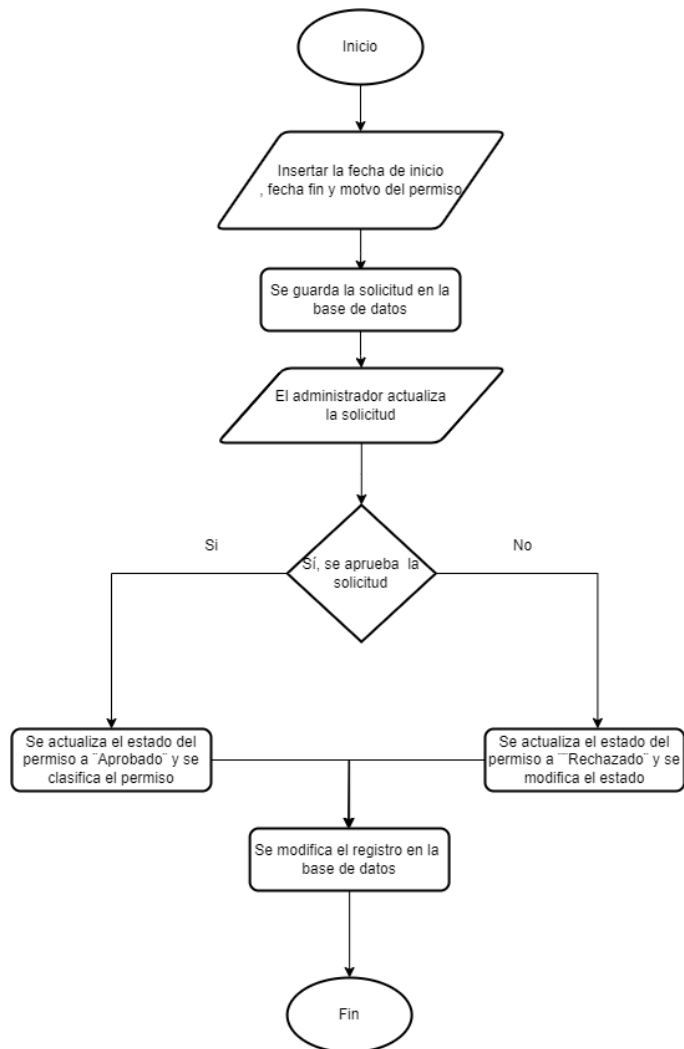 Inicio
Insertar la fecha de inicio
, fecha fin y motvo del permiso
Se guarda la solicitud en la
base de datos
El administrador actualiza
la solicitud
Si
No
Sí, se aprueba la
solicitud
Se actualiza el estado del
permiso a ¨Aprobado¨ y se
clasifica el permiso
Se actualiza el estado del
permiso a ¨¨Rechazado¨ y se
modifica el estado
Se modifica el registro en la
base de datos
Fin